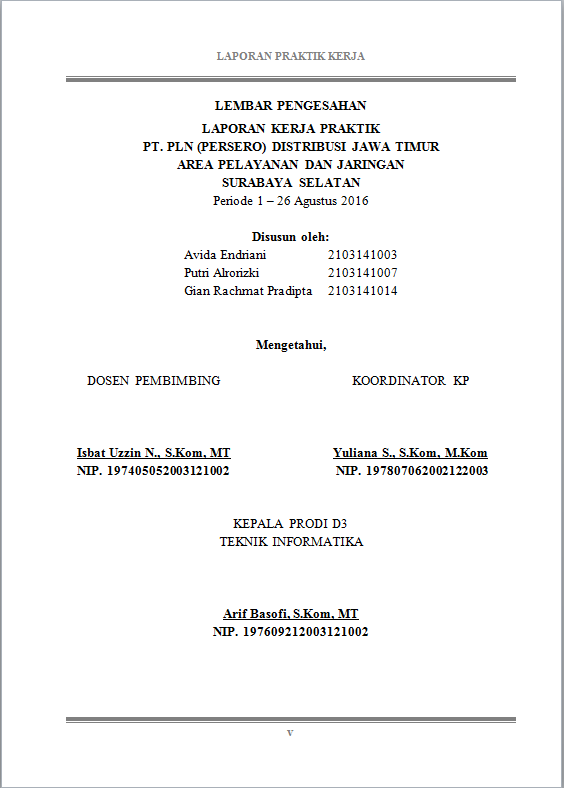 LAPORAN PRAKTIK KERJA
LEMBAR PENGESAHAN
LAPORAN KERJA PRAKTIK
PT. PLN (PERSERO) DISTRIBUSI JAWA TIMUR
AREA PELAYANAN DAN JARINGAN
SURABAYA SELATAN
Periode 1 – 26 Agustus 2016
Disusun oleh:
Avida Endriani 2103141003
Putri Alrorizki 2103141007
Gian Rachmat Pradipta 2103141014
Mengetahui,
DOSEN PEMBIMBING KOORDINATOR KP
Isbat Uzzin N., S.Kom, MT Yuliana S., S.Kom, M.Kom
NIP. 197405052003121002 NIP. 197807062002122003
KEPALA PRODI D3
TEKNIK INFORMATIKA
Arif Basofi, S.Kom, MT
NIP. 197609212003121002
v